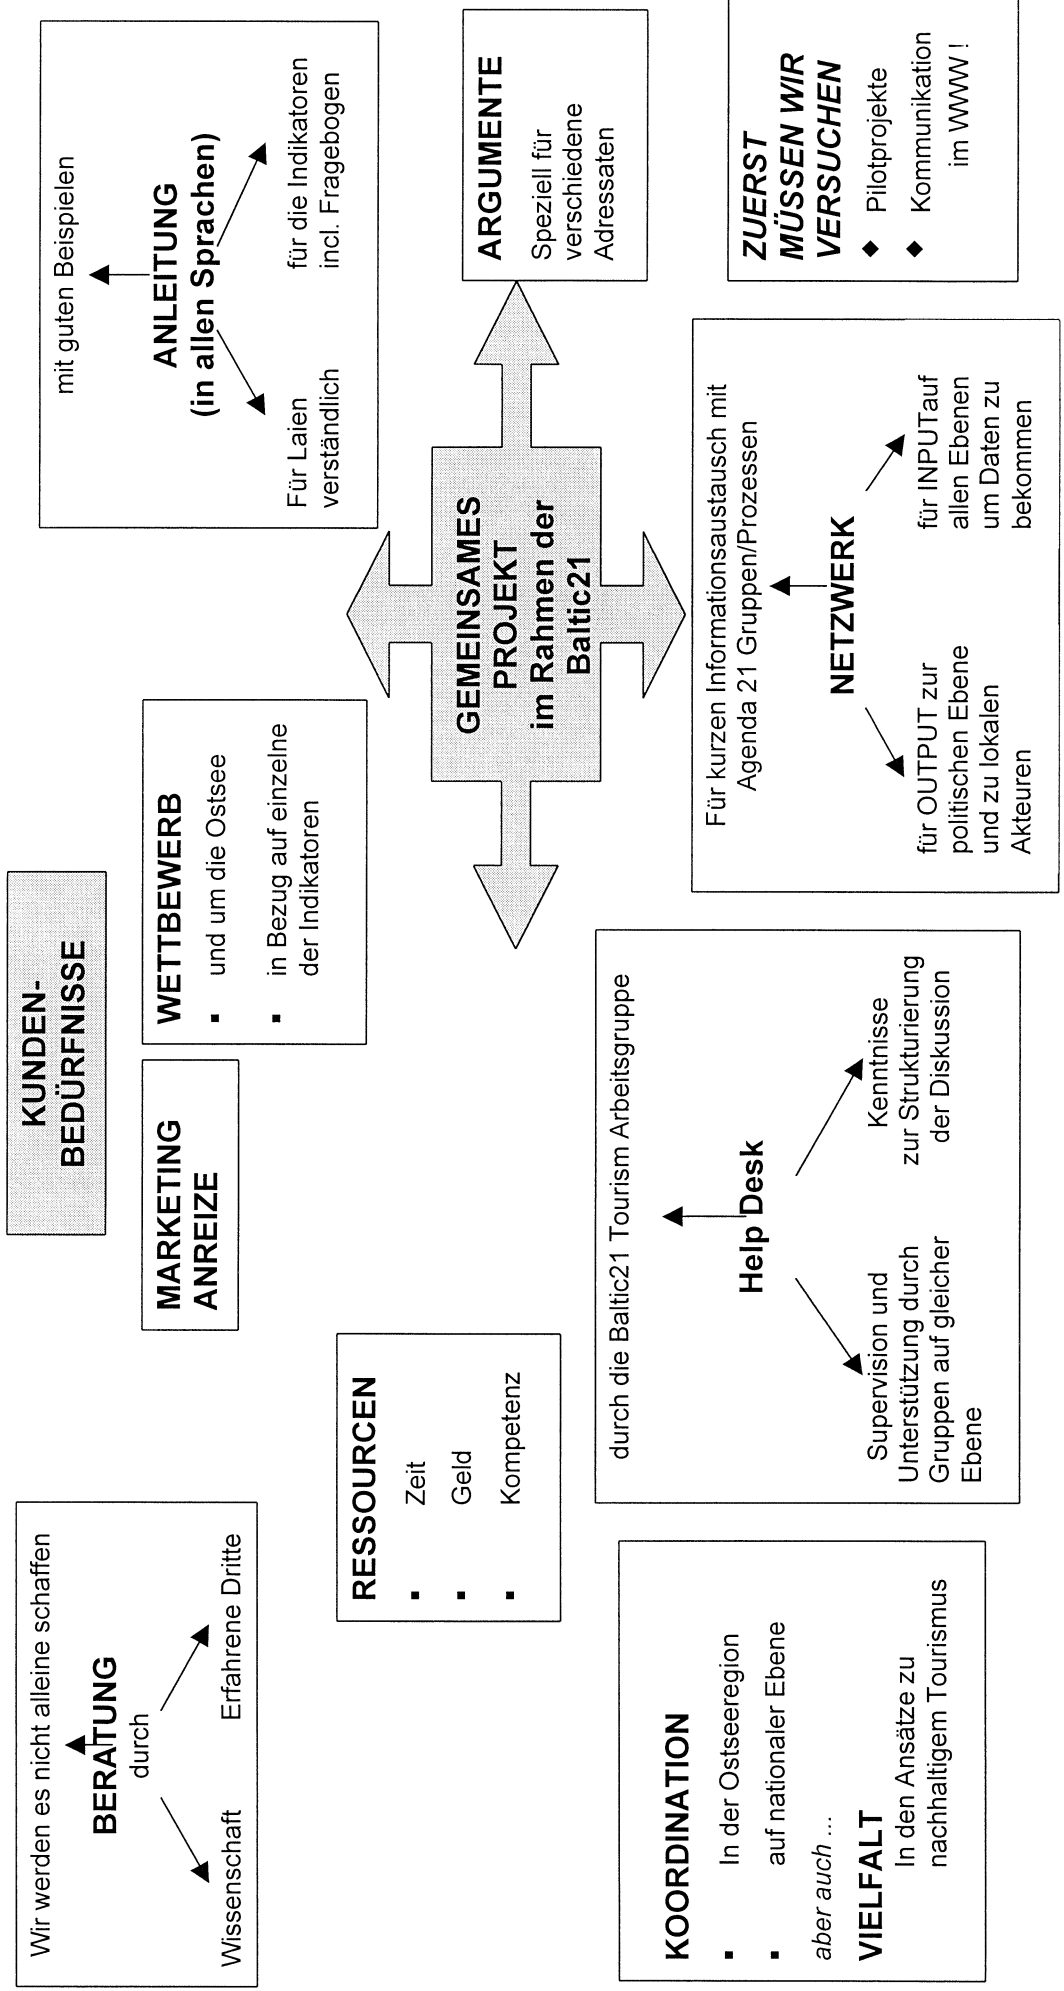 KUNDEN-
BEDÜRFNISSE
Wir werden es nicht alleine schaffen
BERATUNG
durch
Wissenschaft
Erfahrene Dritte
MARKETING
ANREIZE
WETTBEWERB
▪ und um die Ostsee
▪ in Bezug auf einzelne
der Indikatoren
mit guten Beispielen
ANLEITUNG
(in allen Sprachen)
Für Laien
verständlich
für die Indikatoren
incl. Fragebogen
RESSOURCEN
▪ Zeit
▪ Geld
▪ Kompetenz
GEMEINSAMES
PROJEKT
im Rahmen der
Baltic21
ARGUMENTE
Speziell für
verschiedene
Adressaten
KOORDINATION
▪ In der Ostseeregion
▪ auf nationaler Ebene
aber auch ...
VIELFALT
In den Ansätze zu
nachhaltigem Tourismus
durch die Baltic21 Tourism Arbeitsgruppe
Help Desk
Supervision und
Unterstützung durch
Gruppen auf gleicher
Ebene
Kenntnisse
zur Strukturierung
der Diskussion
Für kurzen Informationsaustausch mit
Agenda 21 Gruppen/Prozessen
NETZWERK
für OUTPUT zur
politischen Ebene
und zu lokalen
Akteuren
für INPUTauf
allen Ebenen
um Daten zu
bekommen
ZUERST
MÜSSEN WIR
VERSUCHEN
◆ Pilotprojekte
◆ Kommunikation
im WWW !